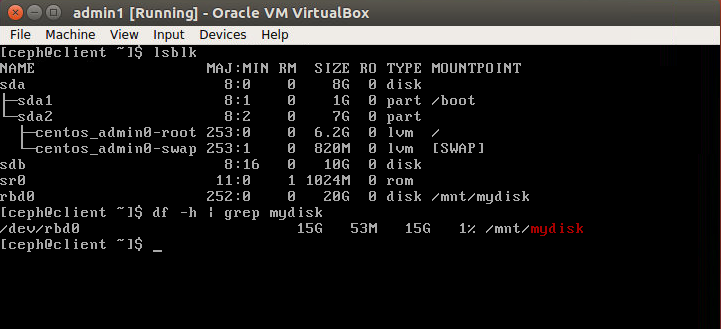 admin1 [Running] - Oracle VM VirtualBox
File Machine View Input Devices Help
[ceph@client ~]$ lsblk
NAME MAJ:MIN RM SIZE RO TYPE MOUNTPOINT
sda 8:0 0 8G 0 disk
├─sda1 8:1 0 1G 0 part /boot
└─sda2 8:2 0 7G 0 part
  ├─centos_admin0-root 253:0 0 6.2G 0 lvm /
  └─centos_admin0-swap 253:1 0 820M 0 lvm [SWAP]
sdb 8:16 0 10G 0 disk
sr0 11:0 1 1024M 0 rom
rbd0 252:0 0 20G 0 disk /mnt/mydisk
[ceph@client ~]$ df -h | grep mydisk
/dev/rbd0 15G 53M 15G 1% /mnt/mydisk
[ceph@client ~]$ _